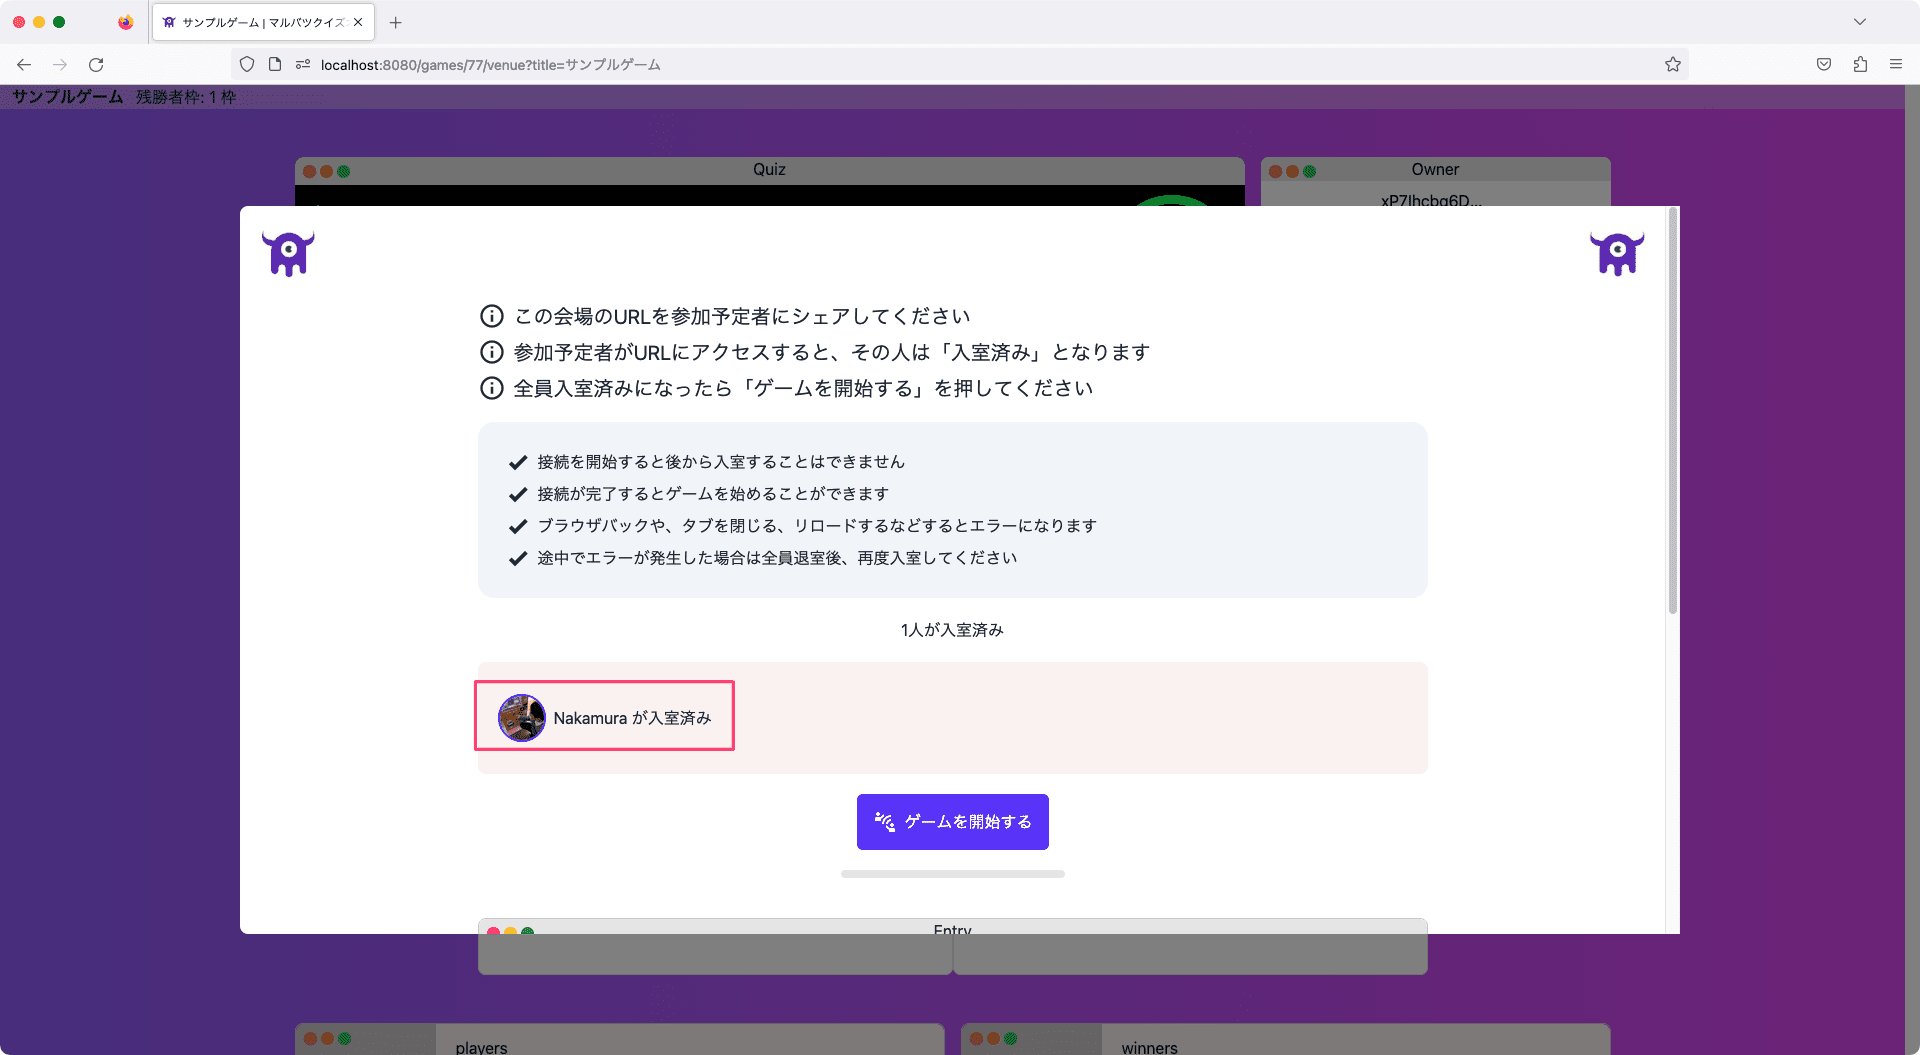 サンプルゲーム | マルバツクイズ
localhost:8080/games/77/venue?title=サンプルゲーム
サンプルゲーム 残勝者枠: 1 枠
Quiz
Owner
xP7lhcbg6D...
この会場のURLを参加予定者にシェアしてください
参加予定者がURLにアクセスすると、その人は「入室済み」となります
全員入室済みになったら「ゲームを開始する」を押してください
接続を開始すると後から入室することはできません
接続が完了するとゲームを始めることができます
ブラウザバックや、タブを閉じる、リロードするなどするとエラーになります
途中でエラーが発生した場合は全員退室後、再度入室してください
1人が入室済み
Nakamura が入室済み
ゲームを開始する
Entry
players
winners